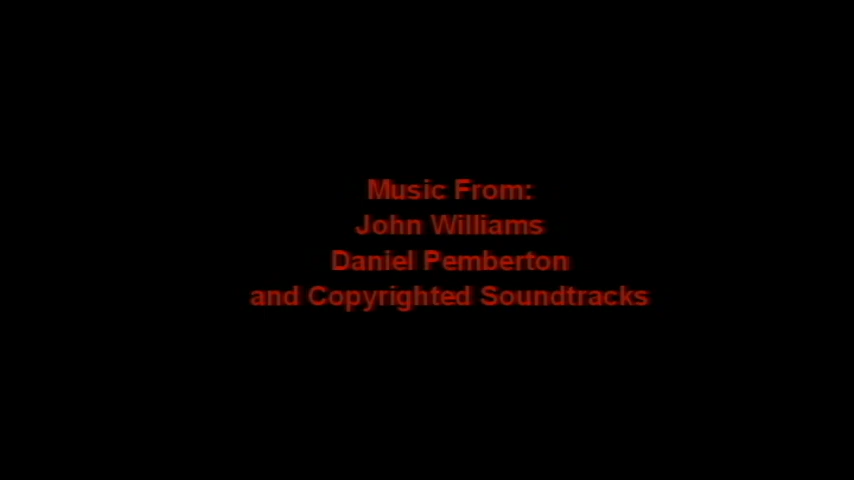 Music From:
John Williams
Daniel Pemberton
and Copyrighted Soundtracks